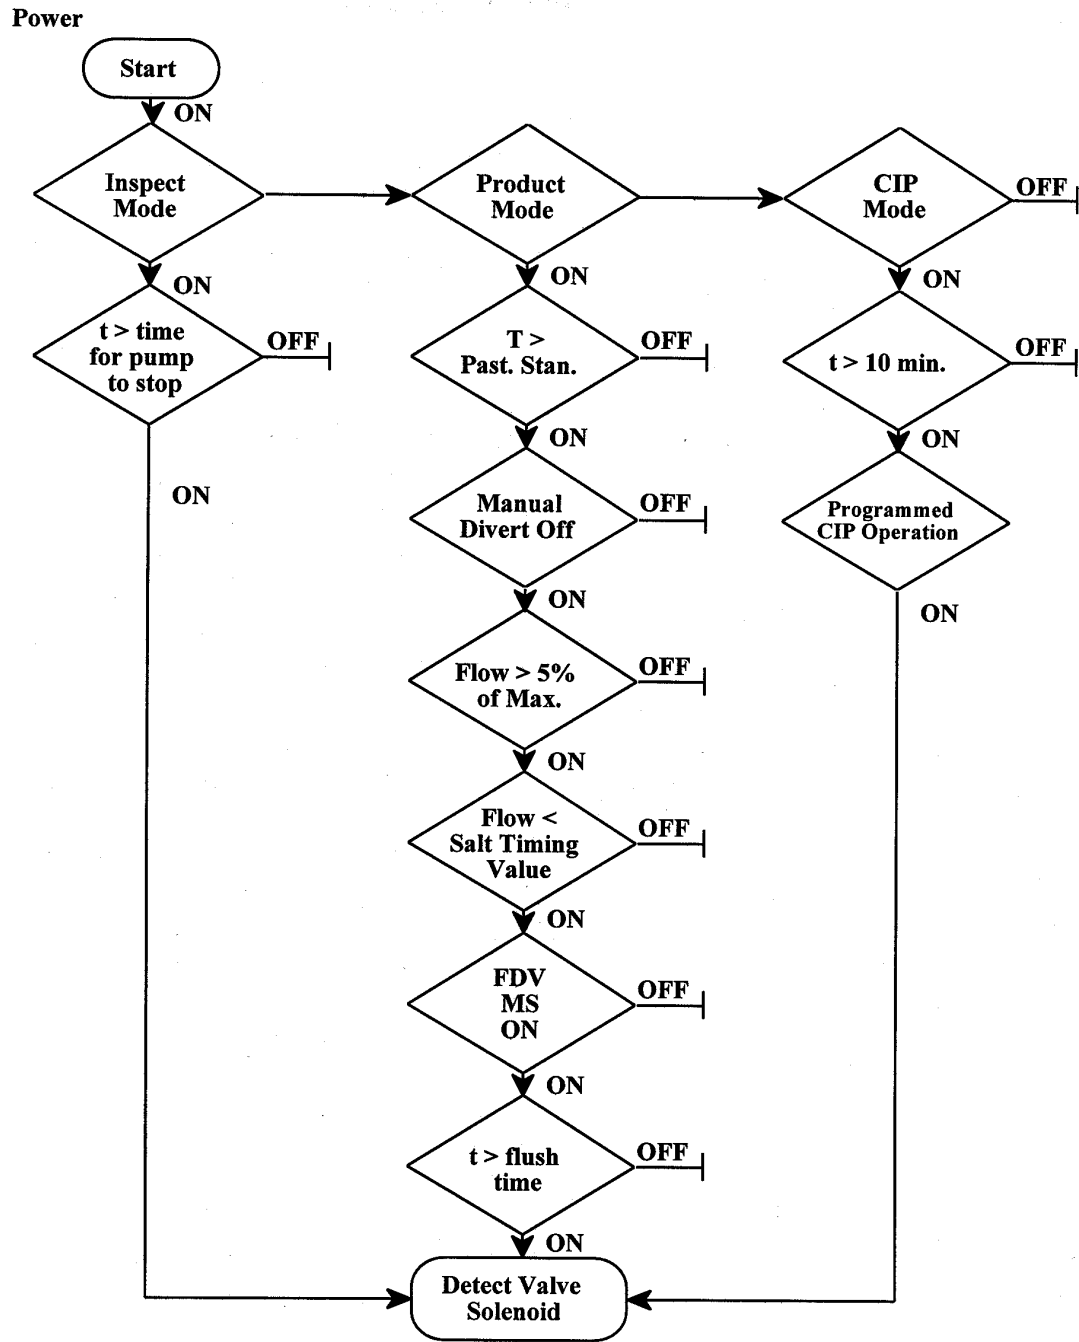 Power
Start
ON
Inspect
Mode
ON
t > time
for pump
to stop
OFF
ON
Product
Mode
ON
T >
Past. Stan.
OFF
ON
Manual
Divert Off
OFF
ON
Flow > 5%
of Max.
OFF
ON
Flow <
Salt Timing
Value
OFF
ON
FDV
MS
ON
OFF
ON
t > flush
time
OFF
ON
Detect Valve
Solenoid
CIP
Mode
OFF
ON
t > 10 min.
OFF
ON
Programmed
CIP Operation
ON